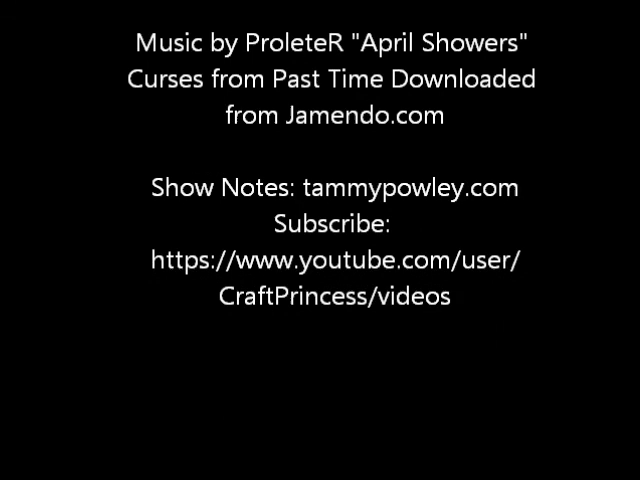 Music by ProleteR "April Showers"
Curses from Past Time Downloaded
from Jamendo.com
Show Notes: tammypowley.com
Subscribe:
https://www.youtube.com/user/
CraftPrincess/videos